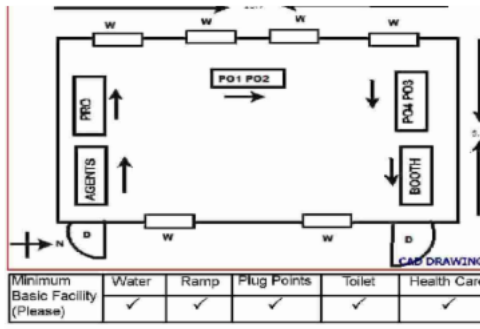 W W W W
PO1 PO2
PRO
PO4 PO3
AGENTS
BOOTH
D
N
W
W
D
CAD DRAWING
Minimum Basic Facility (Please) Water Ramp Plug Points Toilet Health Care
✓ ✓ ✓ ✓ ✓